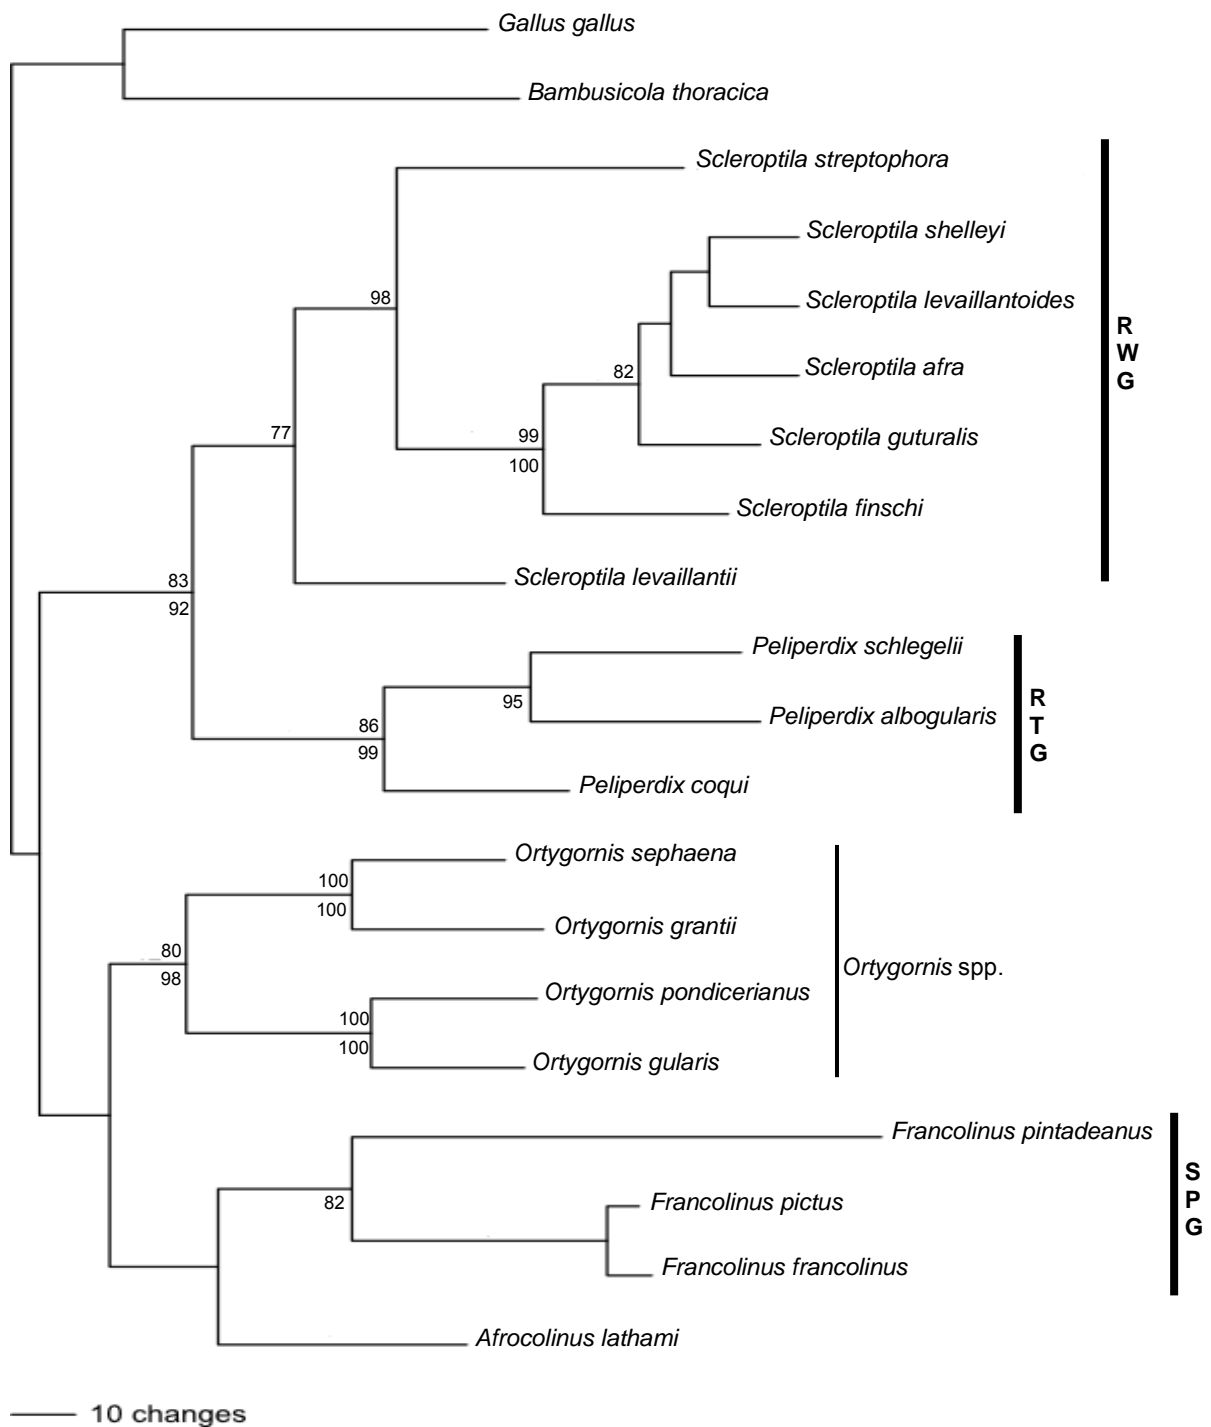 Gallus gallus
Bambusicola thoracica
Scleroptila streptophora
Scleroptila shelleyi
98
Scleroptila levaillantoides
R
W
G
Scleroptila afra
82
77
99
Scleroptila guturalis
100
Scleroptila finschi
83
Scleroptila levaillantii
92
Peliperdix schlegelii
95
R
T
G
Peliperdix albogularis
86
99
Peliperdix coqui
Ortygornis sephaena
100
100
Ortygornis grantii
80
98
Ortygornis spp.
Ortygornis pondicerianus
100
100
Ortygornis gularis
Francolinus pintadeanus
S
P
G
82
Francolinus pictus
Francolinus francolinus
Afrocolinus lathami
10 changes